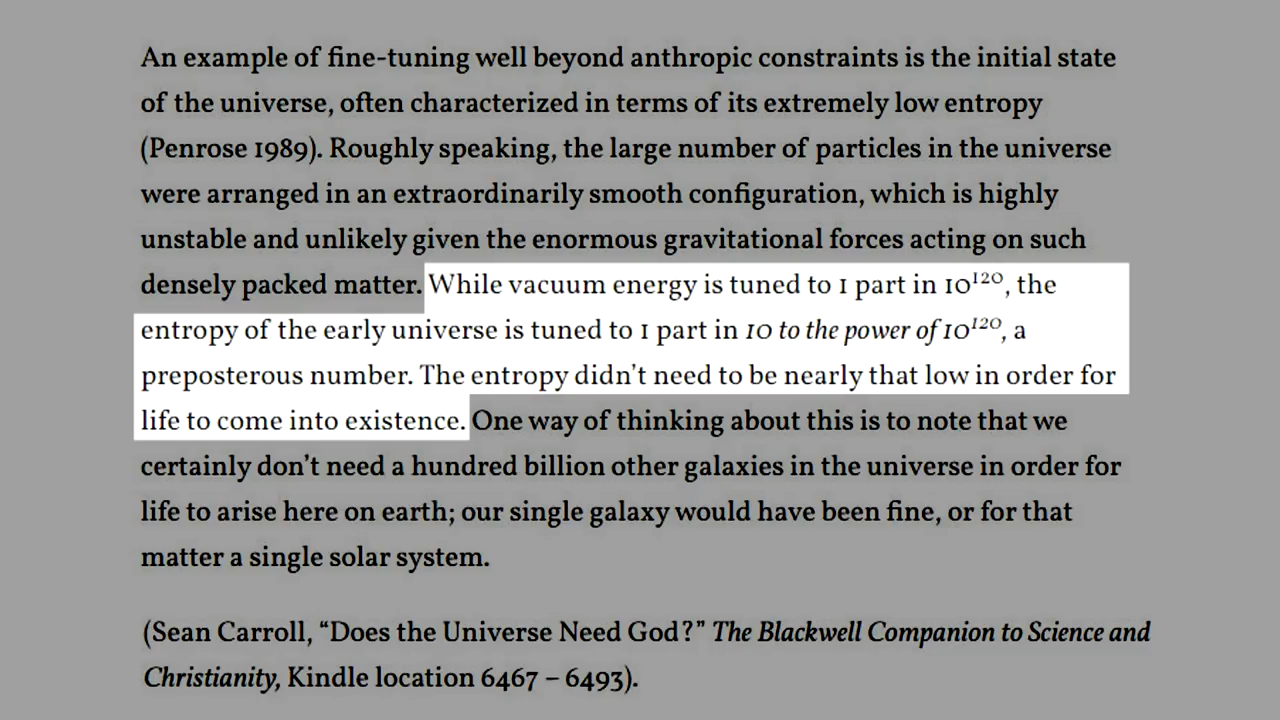 An example of fine-tuning well beyond anthropic constraints is the initial state
of the universe, often characterized in terms of its extremely low entropy
(Penrose 1989). Roughly speaking, the large number of particles in the universe
were arranged in an extraordinarily smooth configuration, which is highly
unstable and unlikely given the enormous gravitational forces acting on such
densely packed matter. While vacuum energy is tuned to 1 part in 10¹²⁰, the
entropy of the early universe is tuned to 1 part in 10 to the power of 10¹²⁰, a
preposterous number. The entropy didn’t need to be nearly that low in order for
life to come into existence. One way of thinking about this is to note that we
certainly don’t need a hundred billion other galaxies in the universe in order for
life to arise here on earth; our single galaxy would have been fine, or for that
matter a single solar system.
(Sean Carroll, “Does the Universe Need God?” The Blackwell Companion to Science and
Christianity, Kindle location 6467 – 6493).